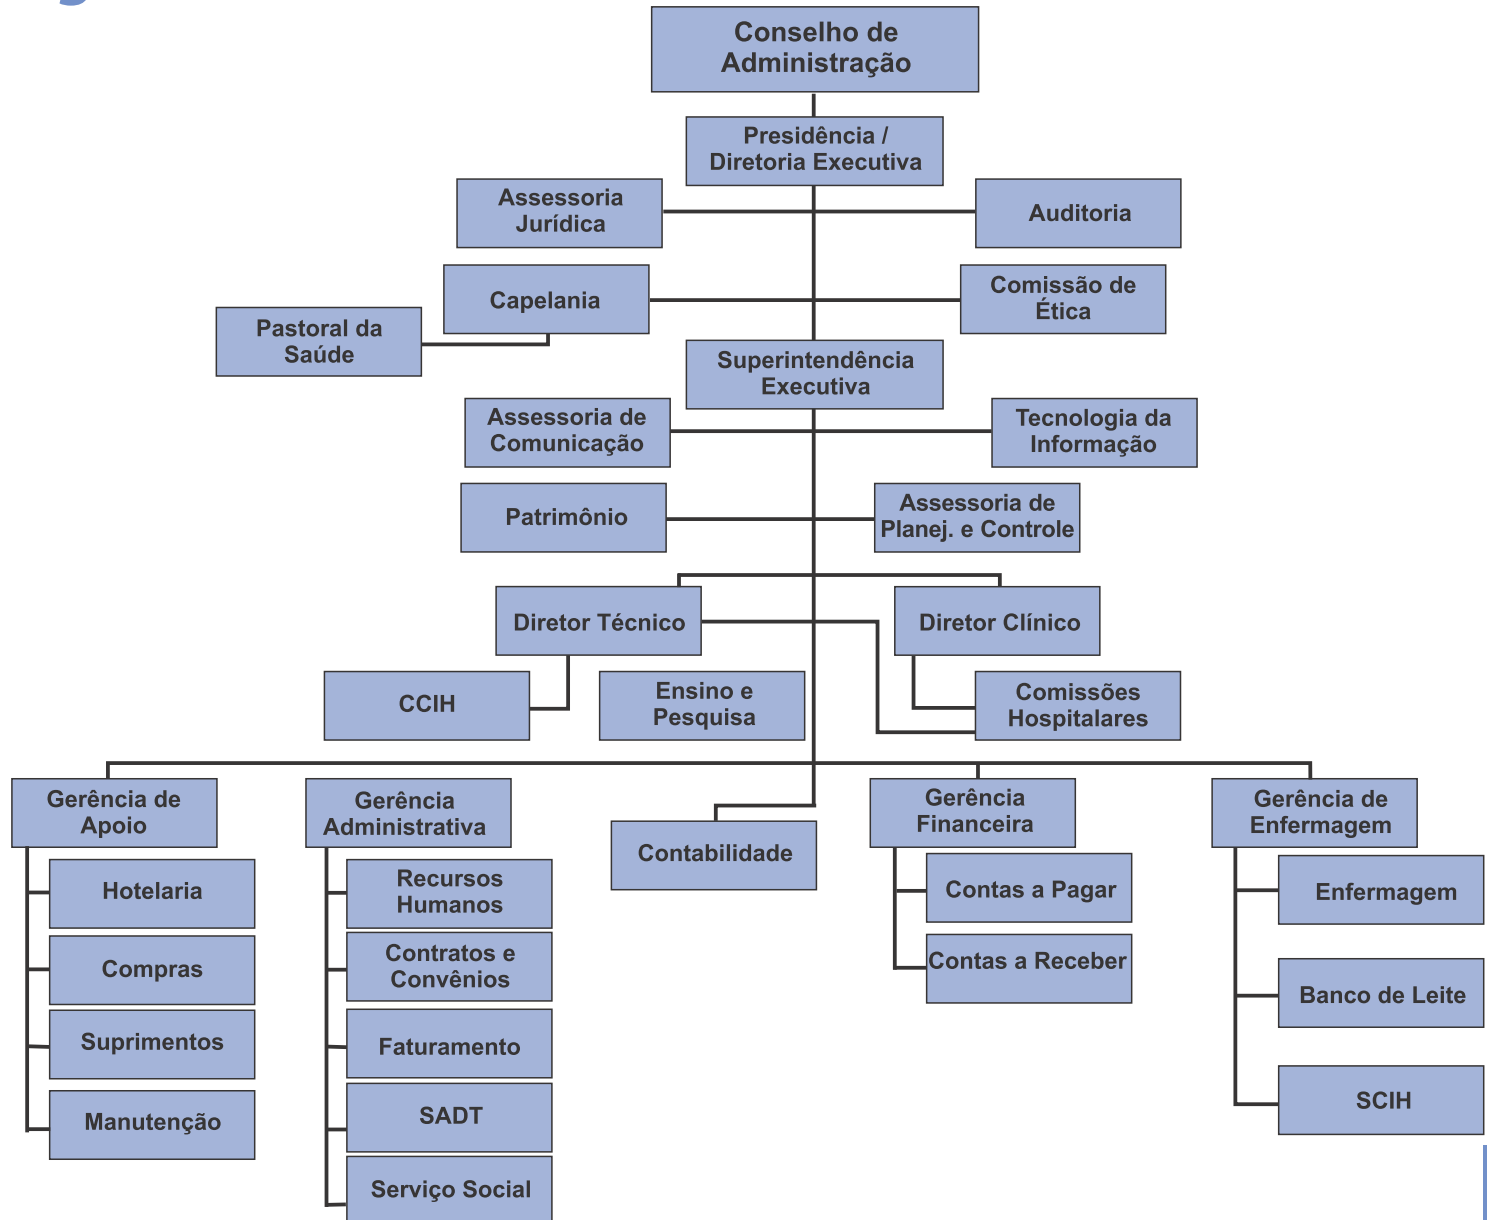 Conselho de
Administração
Presidência /
Diretoria Executiva
Assessoria
Jurídica
Auditoria
Capelania
Comissão de
Ética
Pastoral da
Saúde
Superintendência
Executiva
Assessoria de
Comunicação
Tecnologia da
Informação
Patrimônio
Assessoria de
Planej. e Controle
Diretor Técnico
Diretor Clínico
CCIH
Ensino e
Pesquisa
Comissões
Hospitalares
Gerência de
Apoio
Hotelaria
Compras
Suprimentos
Manutenção
Gerência
Administrativa
Recursos
Humanos
Contratos e
Convênios
Faturamento
SADT
Serviço Social
Contabilidade
Gerência
Financeira
Contas a Pagar
Contas a Receber
Gerência de
Enfermagem
Enfermagem
Banco de Leite
SCIH